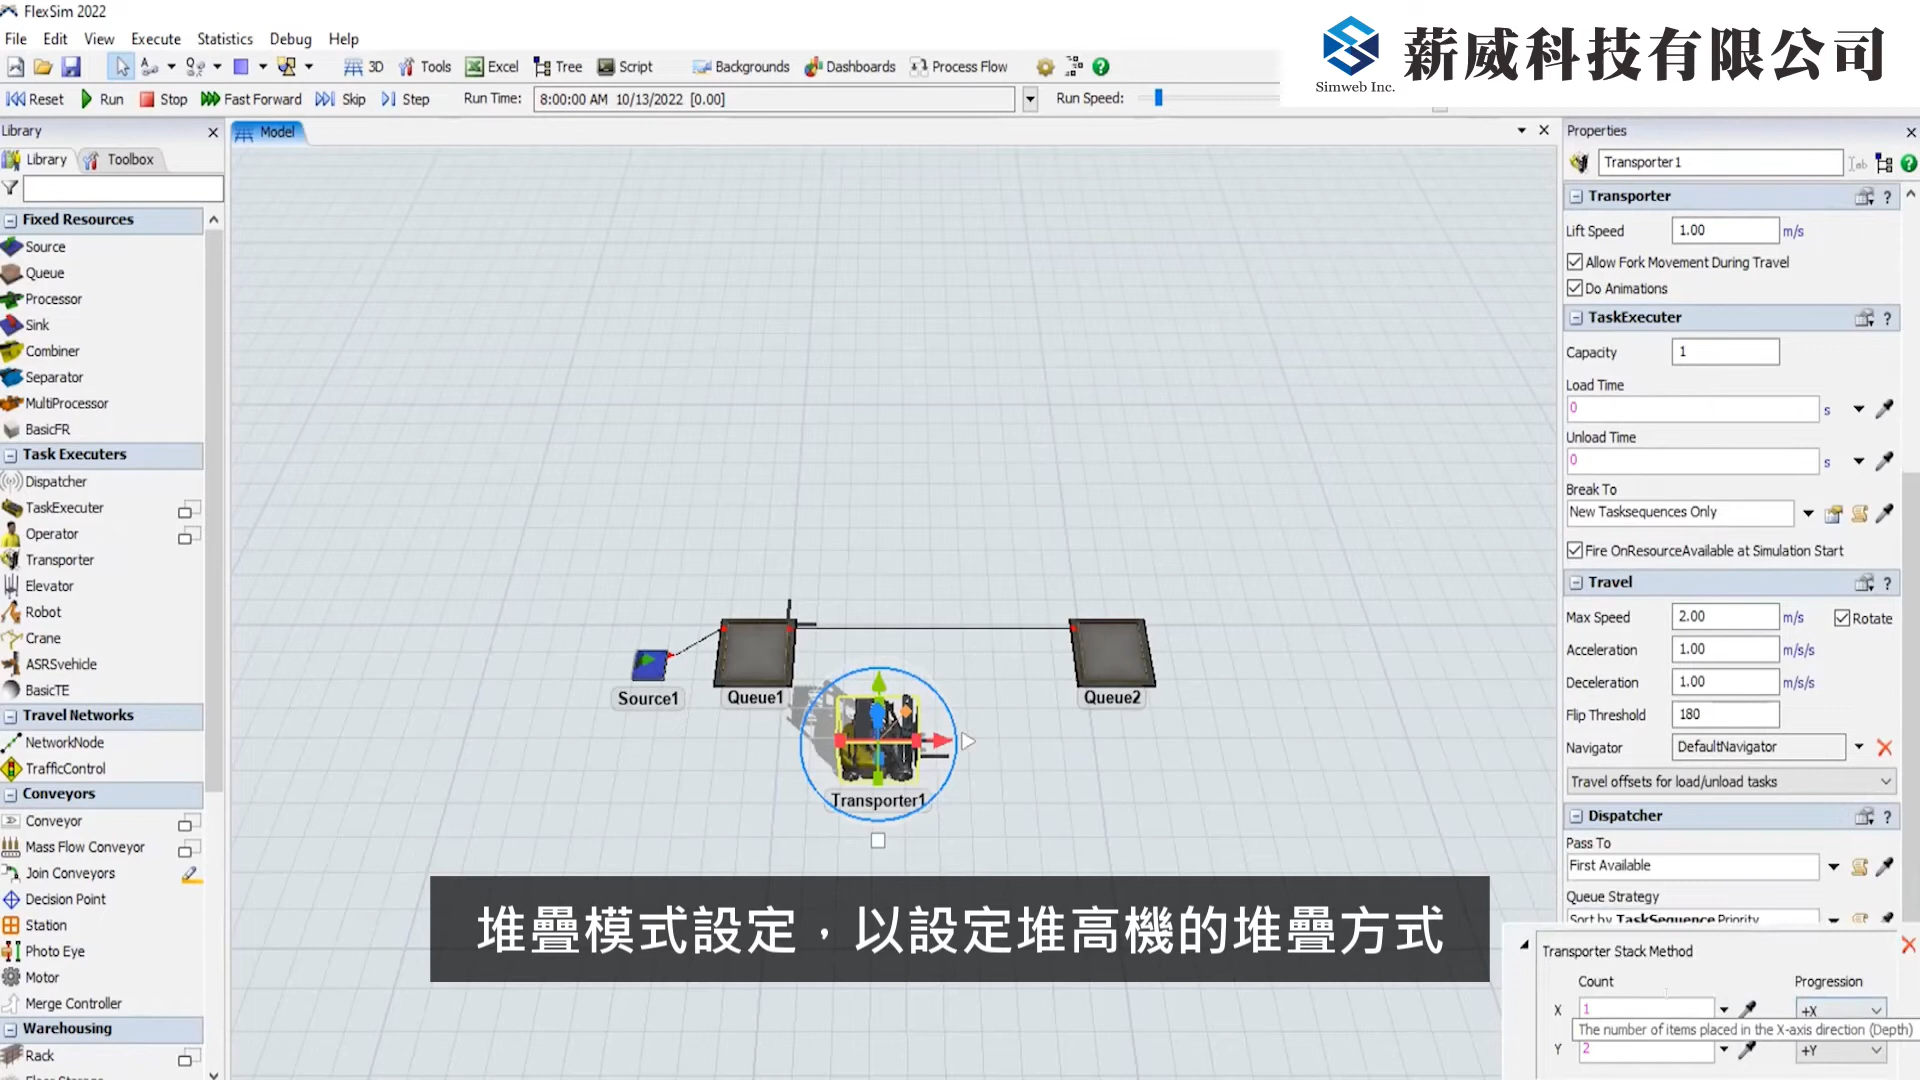 FlexSim 2022
薪威科技有限公司
Simweb Inc.
File Edit View Execute Statistics Debug Help
3D Tools Excel Tree Script Backgrounds Dashboards Process Flow
Reset Run Stop Fast Forward Skip Step Run Time: 8:00:00 AM 10/13/2022 [0.00] Run Speed:
Library
Library Toolbox
Fixed Resources
Source
Queue
Processor
Sink
Combiner
Separator
MultiProcessor
BasicFR
Task Executers
Dispatcher
TaskExecuter
Operator
Transporter
Elevator
Robot
Crane
ASRSvehicle
BasicTE
Travel Networks
NetworkNode
TrafficControl
Conveyors
Conveyor
Mass Flow Conveyor
Join Conveyors
Decision Point
Station
Photo Eye
Motor
Merge Controller
Warehousing
Rack
Model
Source1
Queue1
Queue2
Transporter1
堆疊模式設定，以設定堆高機的堆疊方式
Properties
Transporter1
Transporter ?
Lift Speed 1.00 m/s
Allow Fork Movement During Travel
Do Animations
TaskExecuter ?
Capacity 1
Load Time
0 s
Unload Time
0 s
Break To
New Tasksequences Only
Fire OnResourceAvailable at Simulation Start
Travel ?
Max Speed 2.00 m/s Rotate
Acceleration 1.00 m/s/s
Deceleration 1.00 m/s/s
Flip Threshold 180
Navigator DefaultNavigator
Travel offsets for load/unload tasks
Dispatcher ?
Pass To
First Available
Queue Strategy
Sort by TaskSequence Priority
Transporter Stack Method
Count Progression
X 1 +X
The number of items placed in the X-axis direction (Depth)
Y 2 +Y